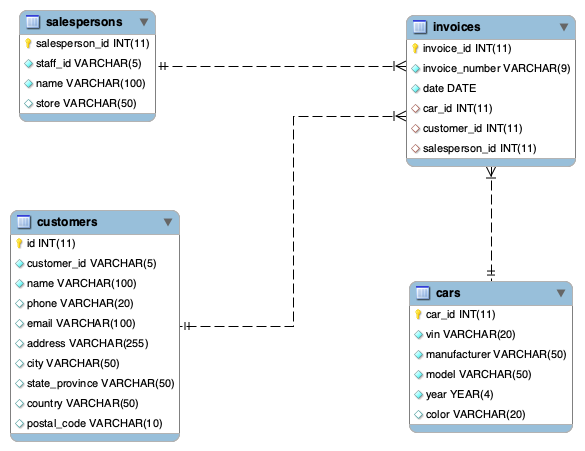 salespersons
salesperson_id INT(11)
staff_id VARCHAR(5)
name VARCHAR(100)
store VARCHAR(50)
invoices
invoice_id INT(11)
invoice_number VARCHAR(9)
date DATE
car_id INT(11)
customer_id INT(11)
salesperson_id INT(11)
customers
id INT(11)
customer_id VARCHAR(5)
name VARCHAR(100)
phone VARCHAR(20)
email VARCHAR(100)
address VARCHAR(255)
city VARCHAR(50)
state_province VARCHAR(50)
country VARCHAR(50)
postal_code VARCHAR(10)
cars
car_id INT(11)
vin VARCHAR(20)
manufacturer VARCHAR(50)
model VARCHAR(50)
year YEAR(4)
color VARCHAR(20)